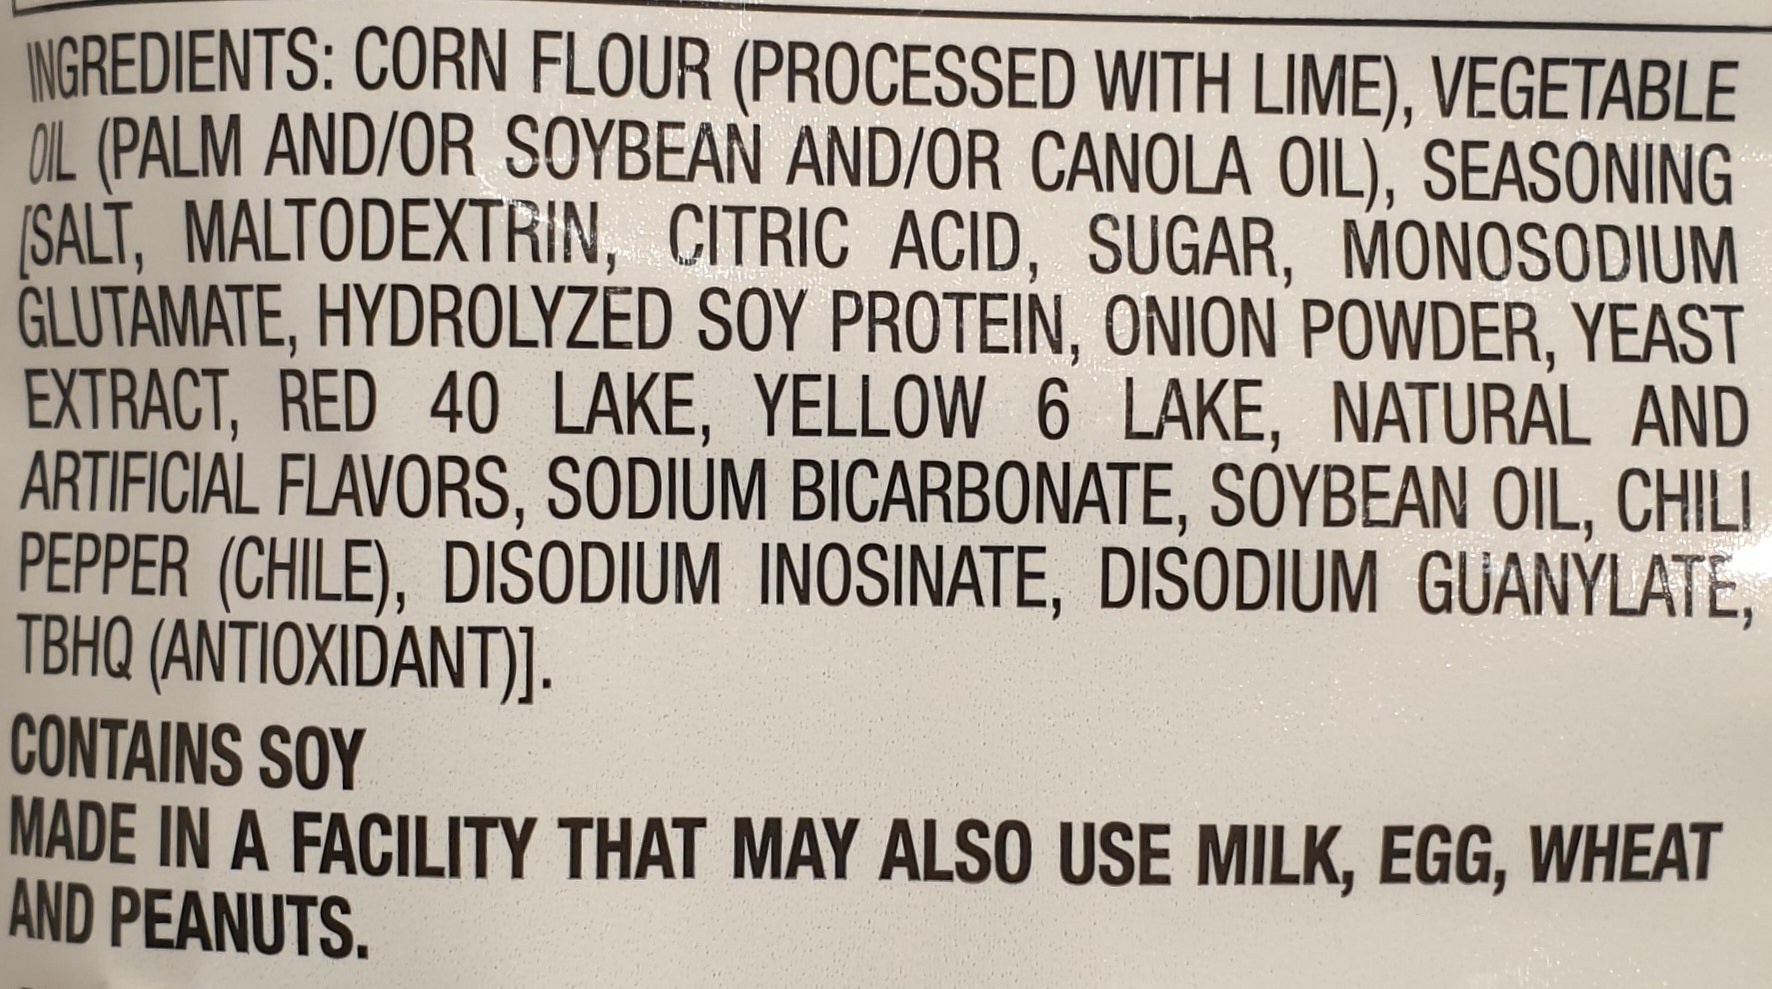 INGREDIENTS: CORN FLOUR (PROCESSED WITH LIME), VEGETABLE
OIL (PALM AND/OR SOYBEAN AND/OR CANOLA OIL), SEASONING
[SALT, MALTODEXTRIN, CITRIC ACID, SUGAR, MONOSODIUM
GLUTAMATE, HYDROLYZED SOY PROTEIN, ONION POWDER, YEAST
EXTRACT, RED 40 LAKE, YELLOW 6 LAKE, NATURAL AND
ARTIFICIAL FLAVORS, SODIUM BICARBONATE, SOYBEAN OIL, CHILI
PEPPER (CHILE), DISODIUM INOSINATE, DISODIUM GUANYLATE,
TBHQ (ANTIOXIDANT)].
CONTAINS SOY
MADE IN A FACILITY THAT MAY ALSO USE MILK, EGG, WHEAT
AND PEANUTS.